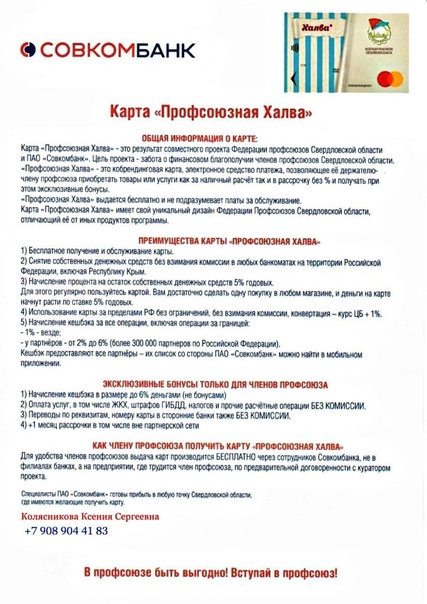 СОВКОМБАНК
Халва
Карта «Профсоюзная Халва»
ОБЩАЯ ИНФОРМАЦИЯ О КАРТЕ:
Карта «Профсоюзная Халва» - это результат совместного проекта Федерации профсоюзов Свердловской области
и ПАО «Совкомбанк». Цель проекта - забота о финансовом благополучии членов профсоюзов Свердловской области.
«Профсоюзная Халва» - это кобрендинговая карта, электронное средство платежа, позволяющее её держателю-
члену профсоюза приобретать товары или услуги как за наличный расчёт так и в рассрочку без % и получать при
этом эксклюзивные бонусы.
«Профсоюзная Халва» выдается бесплатно и не подразумевает платы за обслуживание.
Карта «Профсоюзная Халва» имеет свой уникальный дизайн Федерации Профсоюзов Свердловской области,
отличающий её от иных продуктов программы.
ПРЕИМУЩЕСТВА КАРТЫ «ПРОФСОЮЗНАЯ ХАЛВА»
1) Бесплатное получение и обслуживание карты.
2) Снятие собственных денежных средств без взимания комиссии в любых банкоматах на территории Российской
Федерации, включая Республику Крым.
3) Начисление процента на остаток собственных денежных средств 5% годовых.
Для этого регулярно пользуйтесь картой. Вам достаточно сделать одну покупку в любом магазине, и деньги на карте
начнут расти по ставке 5% годовых.
4) Использование карты за пределами РФ без ограничений, без взимания комиссии, конвертация – курс ЦБ + 1%.
5) Начисление кешбэка за все операции, включая операции за границей:
- 1% - везде;
- у партнёров - от 2% до 6% (более 300 000 партнеров по Российской Федерации).
Кешбэк предоставляют все партнёры – их список со стороны ПАО «Совкомбанк» можно найти в мобильном
приложении.
ЭКСКЛЮЗИВНЫЕ БОНУСЫ ТОЛЬКО ДЛЯ ЧЛЕНОВ ПРОФСОЮЗА
1) Начисление кешбэка в размере до 6% деньгами (не бонусами)
2) Оплата услуг, в том числе ЖКХ, штрафов ГИБДД, налогов и прочие расчётные операции БЕЗ КОМИССИИ.
3) Переводы по реквизитам, номеру карты в сторонние банки также БЕЗ КОМИССИИ.
4) +1 месяц рассрочки в том числе вне партнерской сети
КАК ЧЛЕНУ ПРОФСОЮЗА ПОЛУЧИТЬ КАРТУ «ПРОФСОЮЗНАЯ ХАЛВА»
Для удобства членов профсоюзов выдача карт производится БЕСПЛАТНО через сотрудников Совкомбанка, не в
филиалах банках, а на предприятии, где трудится член профсоюза, по предварительной договоренности с куратором
проекта.
Специалисты ПАО «Совкомбанк» готовы прибыть в любую точку Свердловской области,
где имеются желающие получить карту.
Колясникова Ксения Сергеевна
+7 908 904 41 83
В профсоюзе быть выгодно! Вступай в профсоюз!